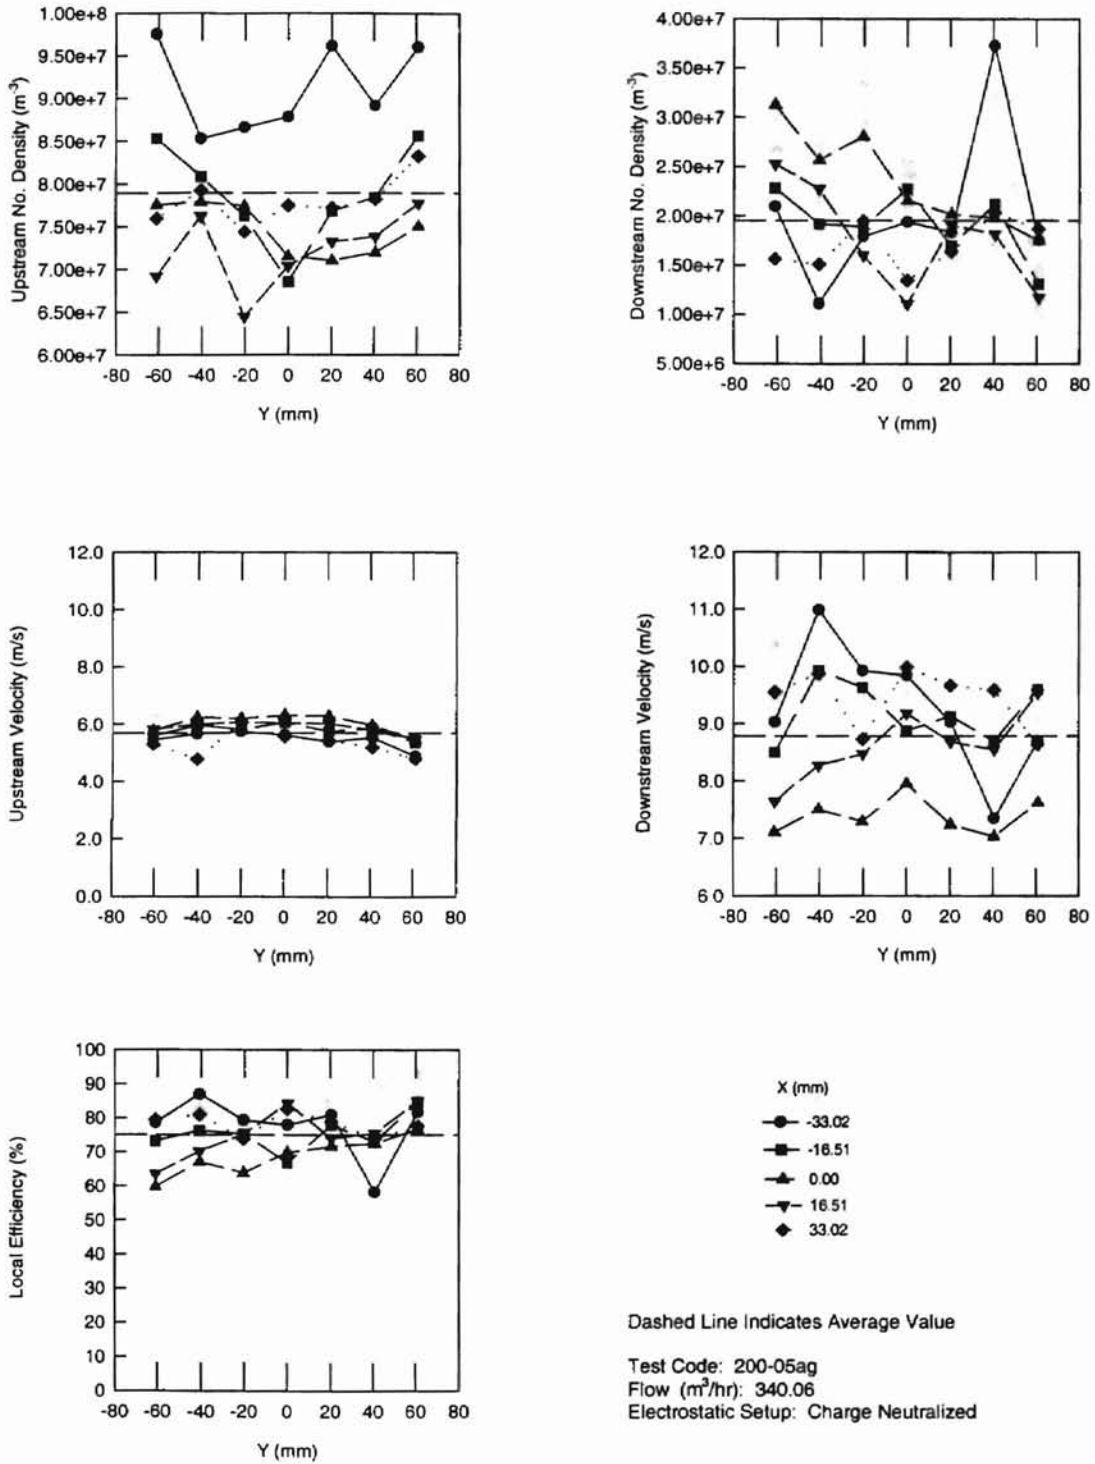 Upstream No. Density (m-3)
1.00e+8
9.50e+7
9.00e+7
8.50e+7
8.00e+7
7.50e+7
7.00e+7
6.50e+7
6.00e+7
-80 -60 -40 -20 0 20 40 60 80
Y (mm)
Downstream No. Density (m-3)
4.00e+7
3.50e+7
3.00e+7
2.50e+7
2.00e+7
1.50e+7
1.00e+7
5.00e+6
-80 -60 -40 -20 0 20 40 60 80
Y (mm)
Upstream Velocity (m/s)
12.0
10.0
8.0
6.0
4.0
2.0
0.0
-80 -60 -40 -20 0 20 40 60 80
Y (mm)
Downstream Velocity (m/s)
12.0
11.0
10.0
9.0
8.0
7.0
6.0
-80 -60 -40 -20 0 20 40 60 80
Y (mm)
Local Efficiency (%)
100
90
80
70
60
50
40
30
20
10
0
-80 -60 -40 -20 0 20 40 60 80
Y (mm)
X (mm)
-33.02
-16.51
0.00
16.51
33.02
Dashed Line Indicates Average Value
Test Code: 200-05ag
Flow (m3/hr): 340.06
Electrostatic Setup: Charge Neutralized